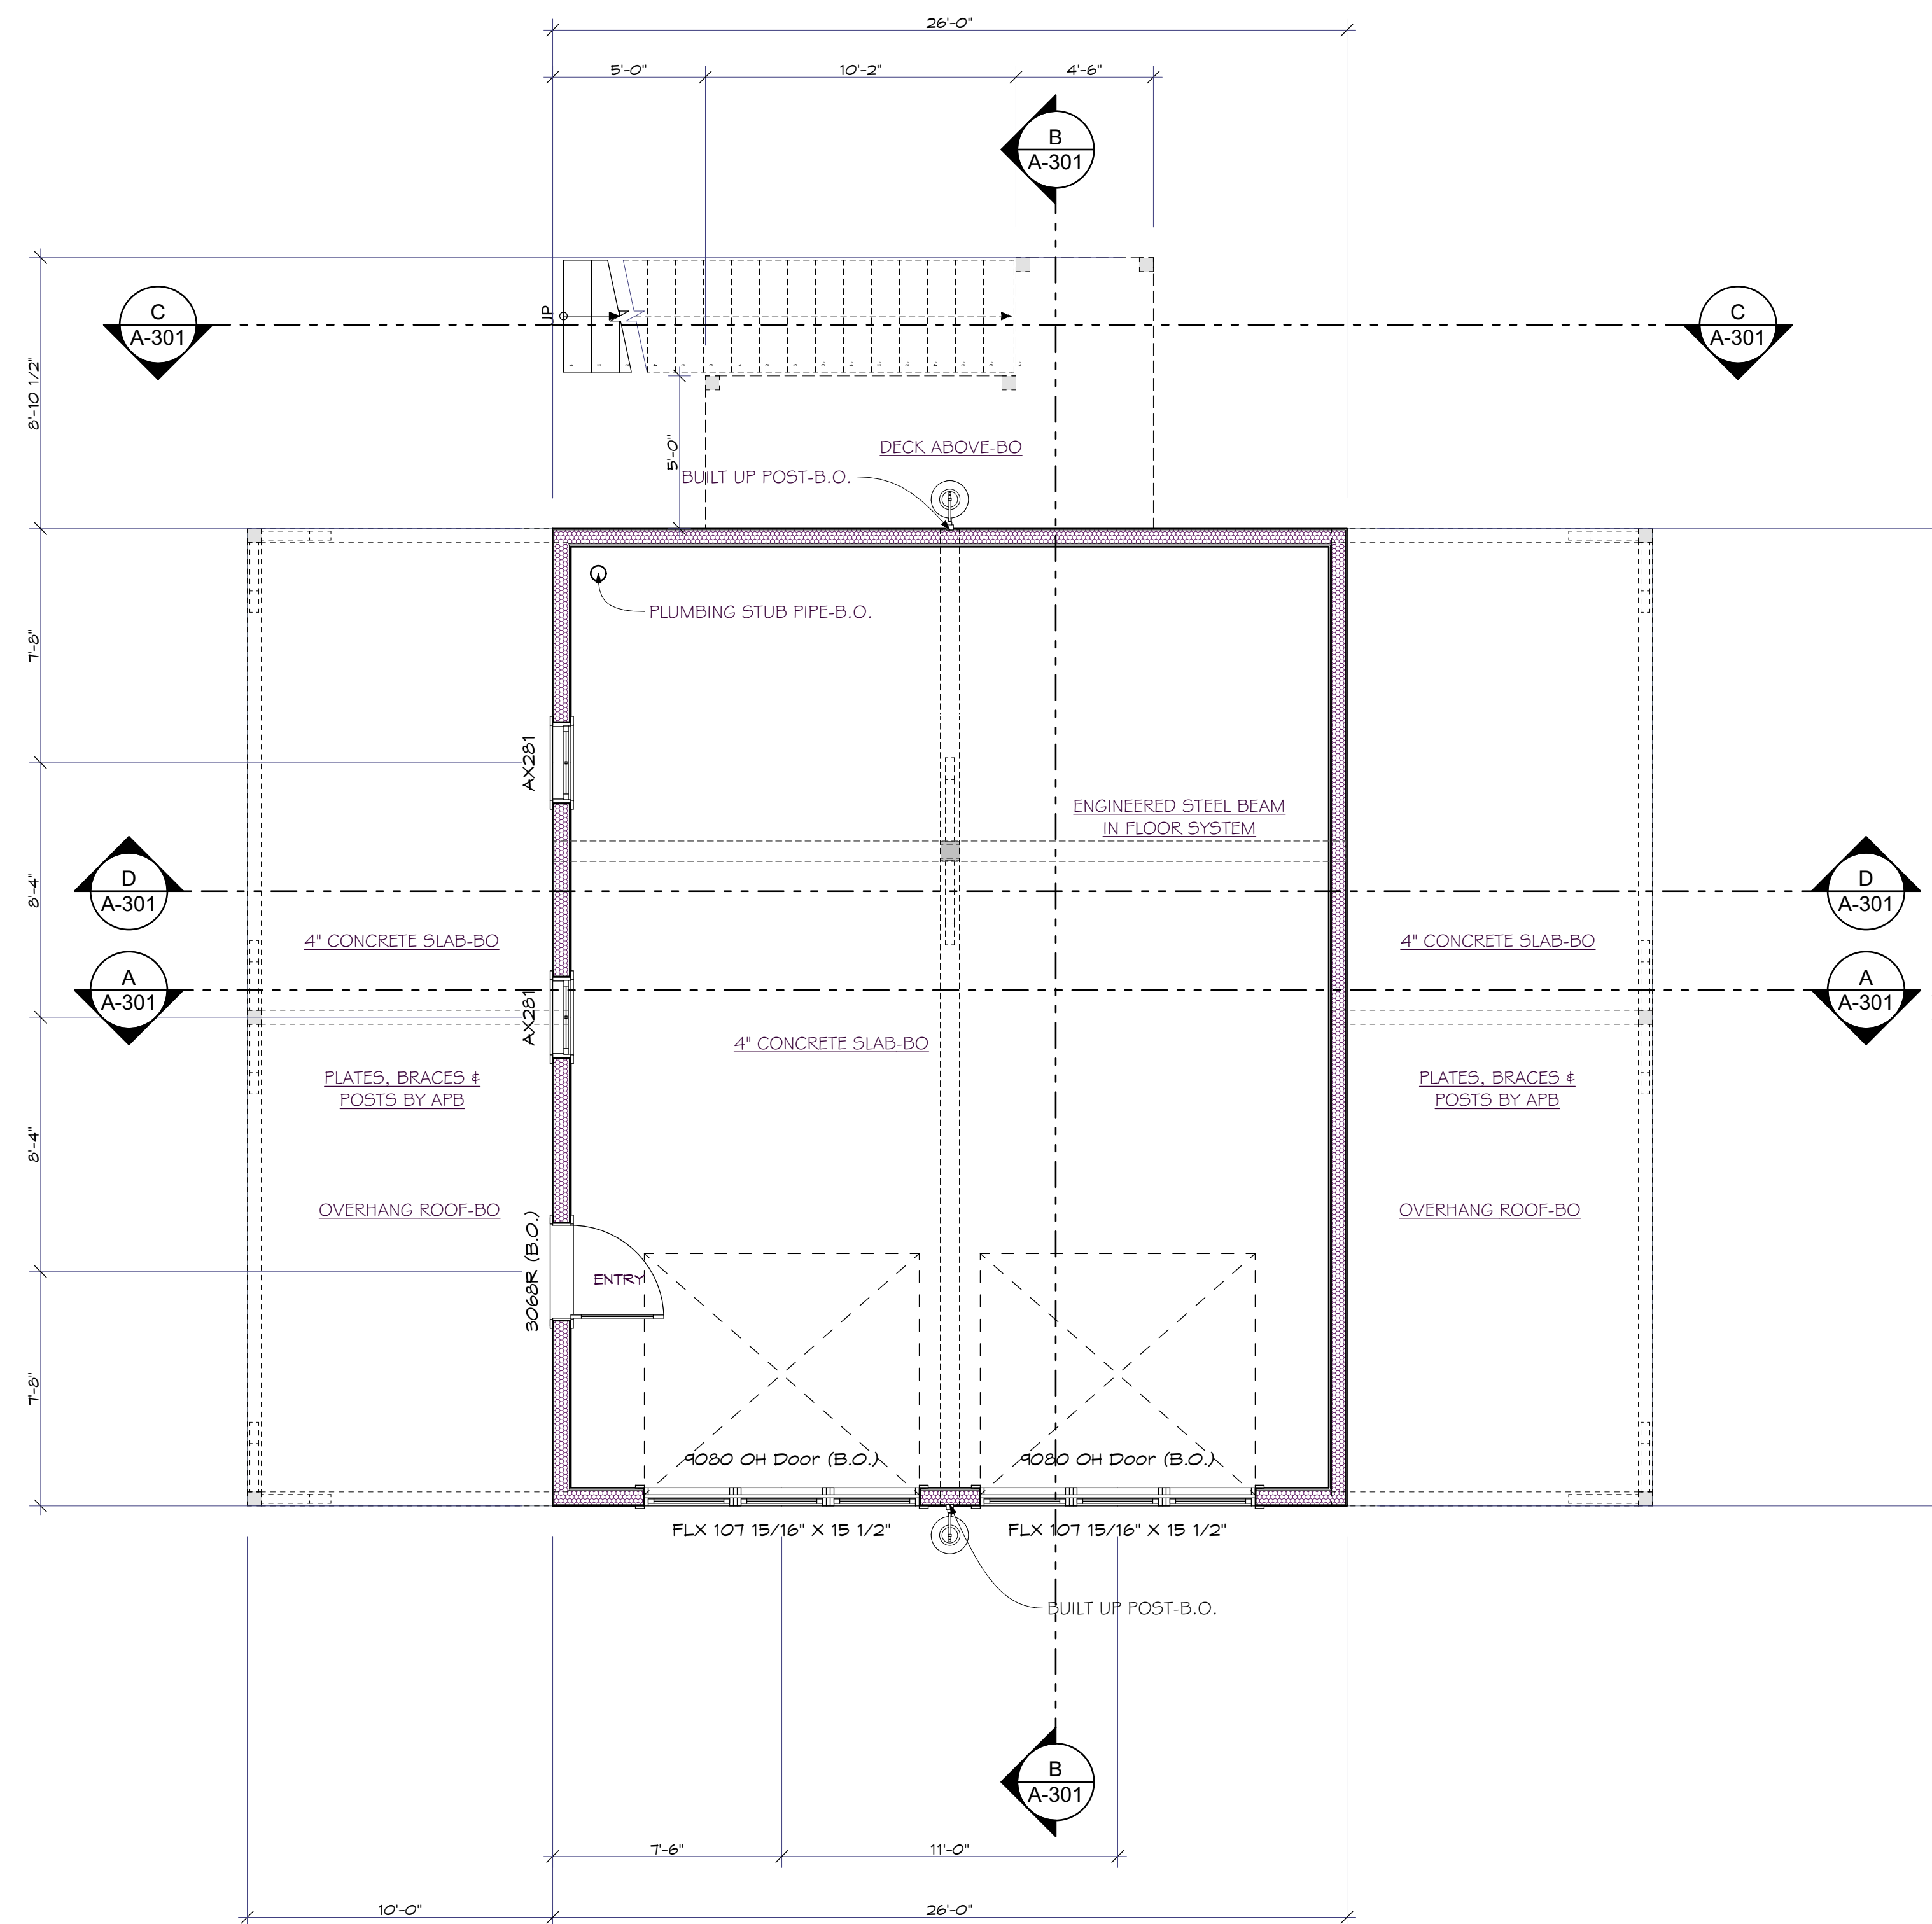 26'-0"
5'-0"
10'-2"
4'-6"
B
A-301
C
A-301
C
A-301
UP
8'-10 1/2"
5'-0"
DECK ABOVE-BO
BUILT UP POST-B.O.
PLUMBING STUB PIPE-B.O.
7'-8"
AX281
ENGINEERED STEEL BEAM
IN FLOOR SYSTEM
D
A-301
D
A-301
8'-4"
4" CONCRETE SLAB-BO
4" CONCRETE SLAB-BO
A
A-301
A
A-301
AX281
4" CONCRETE SLAB-BO
PLATES, BRACES &
POSTS BY APB
PLATES, BRACES &
POSTS BY APB
8'-4"
OVERHANG ROOF-BO
OVERHANG ROOF-BO
3068R (B.O.)
ENTRY
7'-8"
9080 OH Door (B.O.)
9080 OH Door (B.O.)
FLX 107 15/16" X 15 1/2"
FLX 107 15/16" X 15 1/2"
BUILT UP POST-B.O.
B
A-301
7'-6"
11'-0"
10'-0"
26'-0"